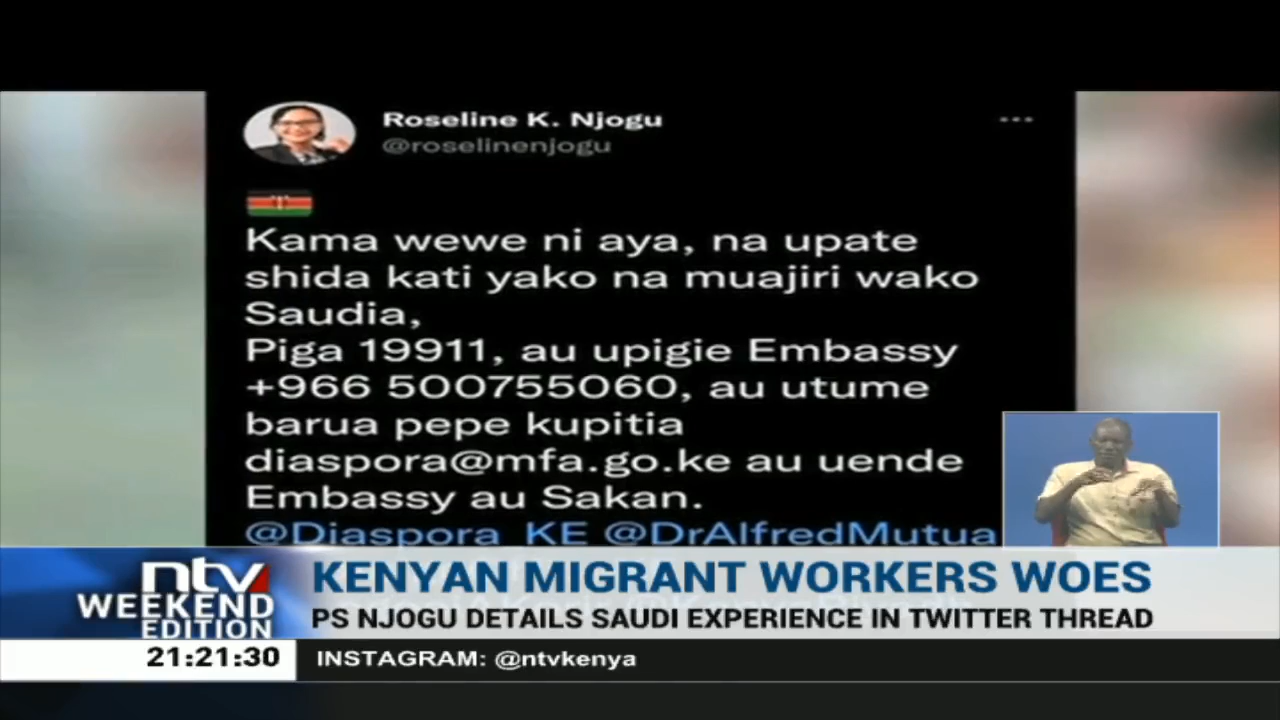 Roseline K. Njogu
@roselinenjogu
Kama wewe ni aya, na upate
shida kati yako na muajiri wako
Saudia,
Piga 19911, au upigie Embassy
+966 500755060, au utume
barua pepe kupitia
diaspora@mfa.go.ke au uende
Embassy au Sakan.
@Diaspora_KE @DrAlfredMutua
ntv
WEEKEND
EDITION
KENYAN MIGRANT WORKERS WOES
PS NJOGU DETAILS SAUDI EXPERIENCE IN TWITTER THREAD
21:21:30
INSTAGRAM: @ntvkenya